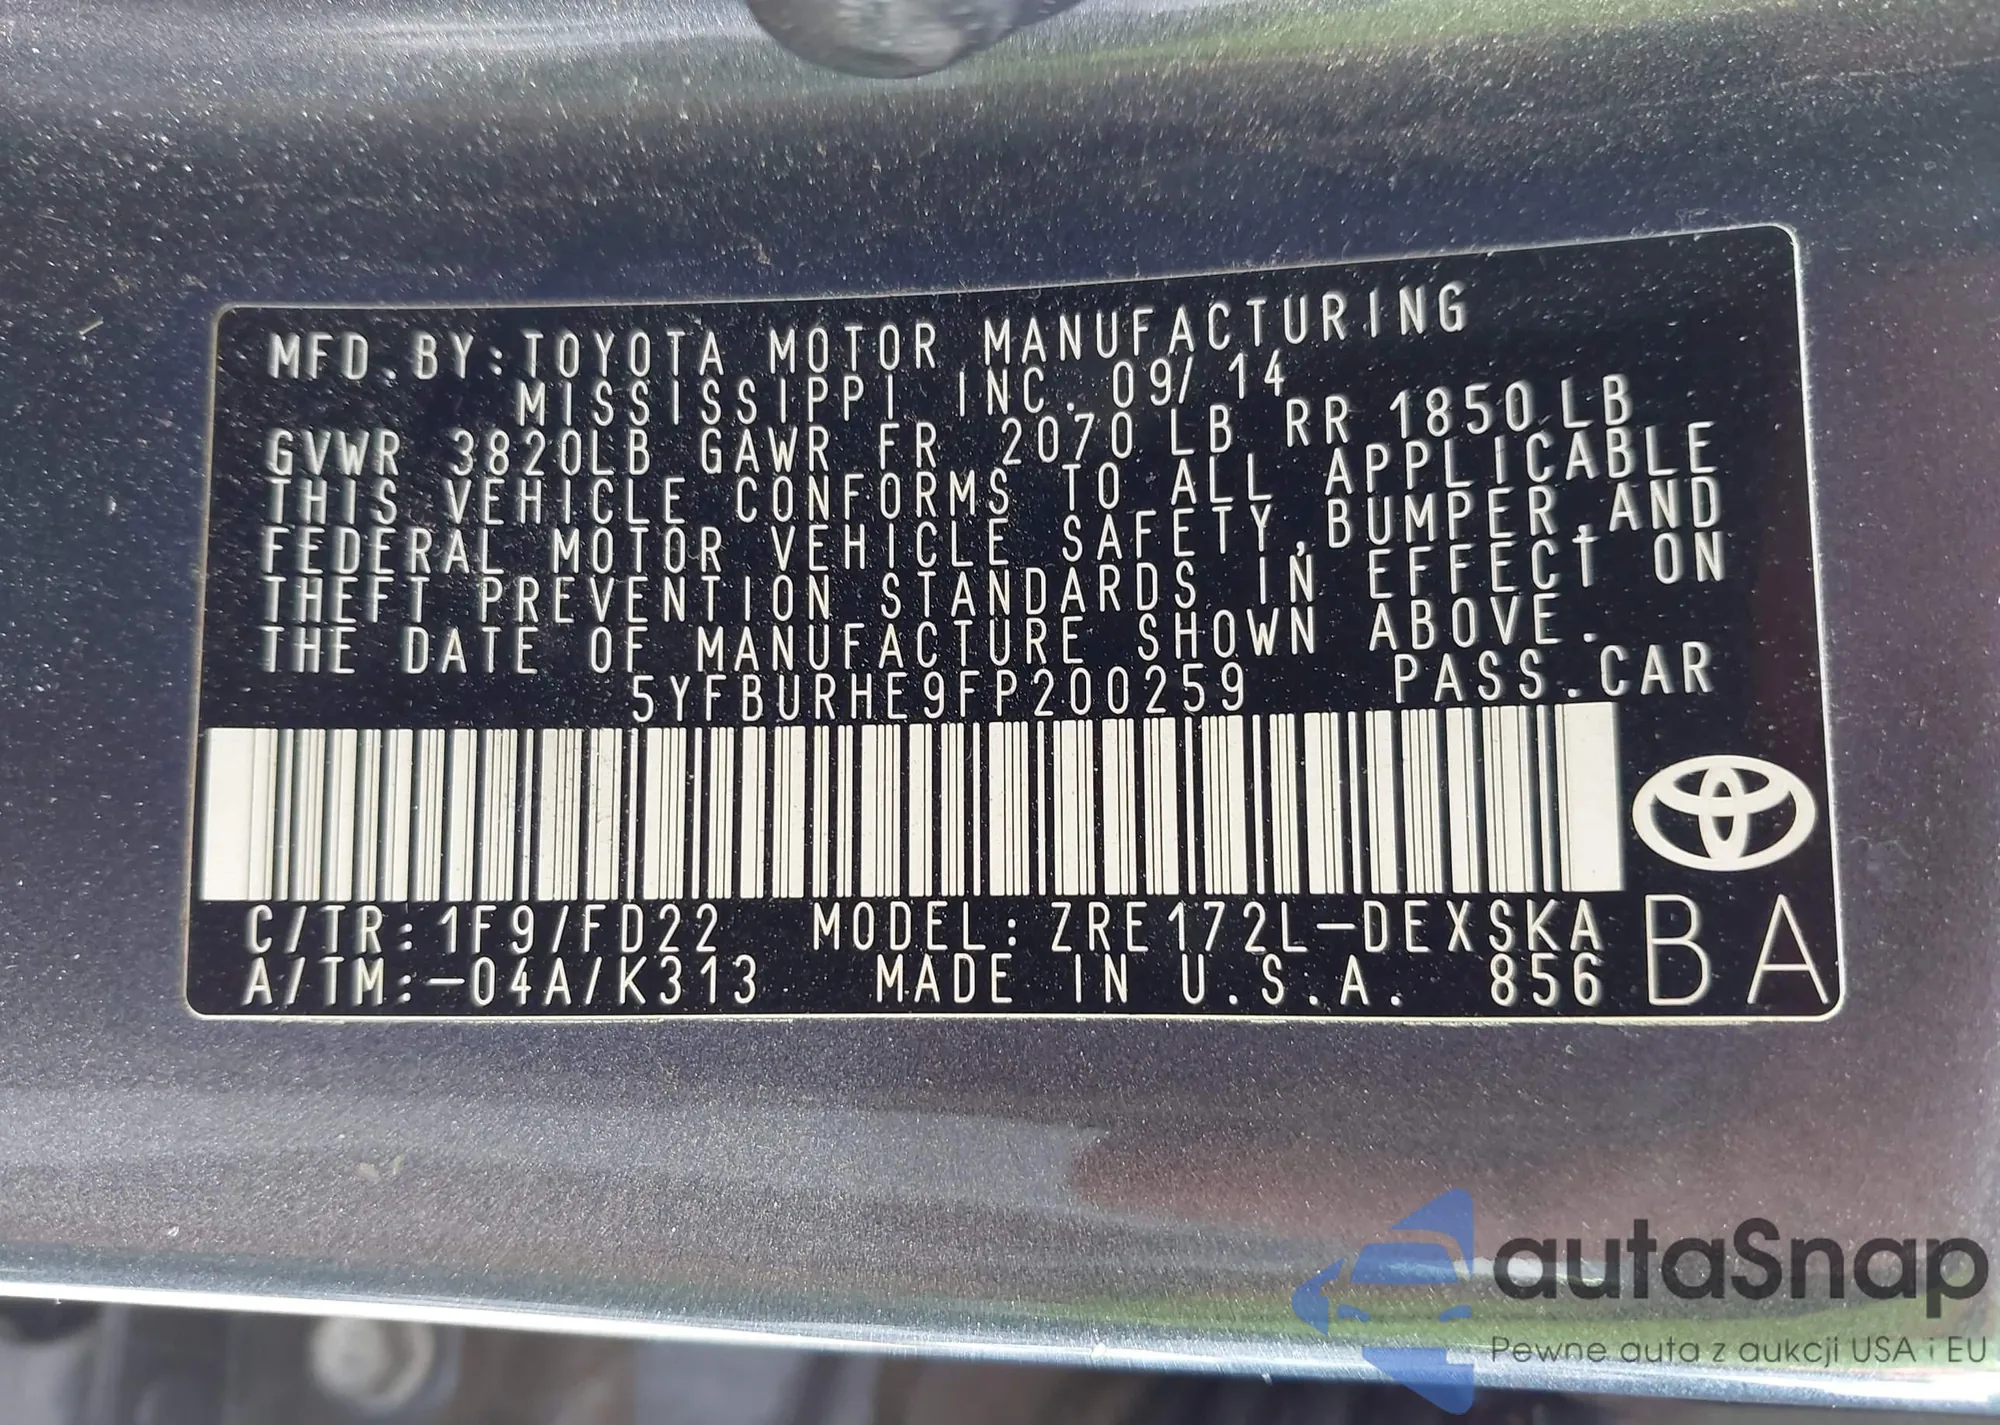 MFD.BY:TOYOTA MOTOR MANUFACTURING
MISSISSIPPI INC. 09/14
GVWR 3820LB GAWR FR 2070LB RR 1850LB
THIS VEHICLE CONFORMS TO ALL APPLICABLE
FEDERAL MOTOR VEHICLE SAFETY,BUMPER,AND
THEFT PREVENTION STANDARDS IN EFFECT ON
THE DATE OF MANUFACTURE SHOWN ABOVE.
5YFBURHE9FP200259 PASS.CAR
C/TR:1F9/FD22 MODEL:ZRE172L-DEXSKA
A/TM:-04A/K313 MADE IN U.S.A. 856
BA
autaSnap
Pewne auta z aukcji USA i EU